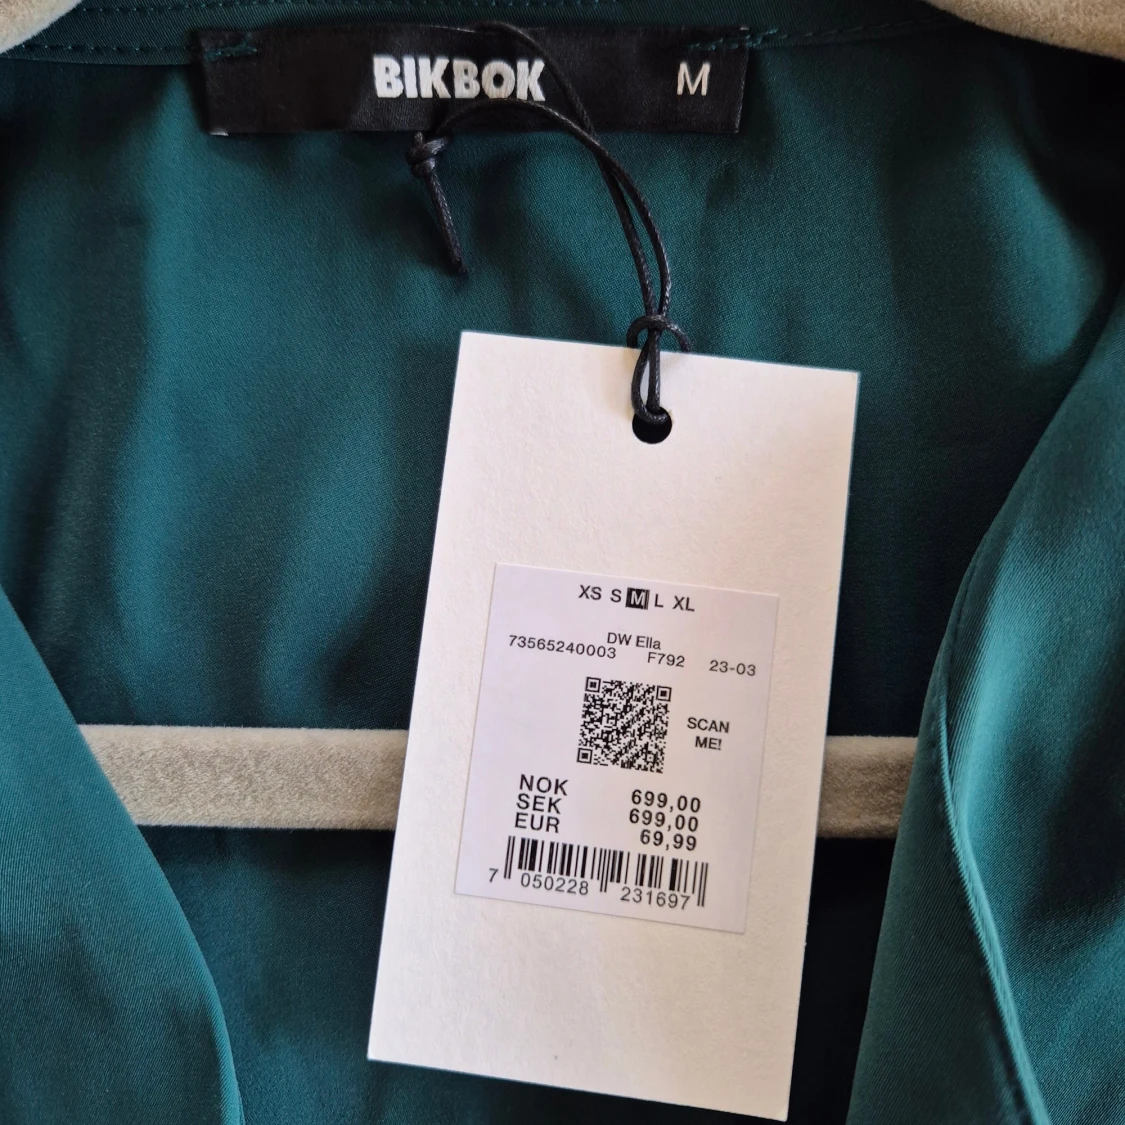 BIKBOK M
XS S M L XL
DW Ella
73565240003 F792 23-03
SCAN
ME!
NOK 699,00
SEK 699,00
EUR 69,99
7 050228 231697